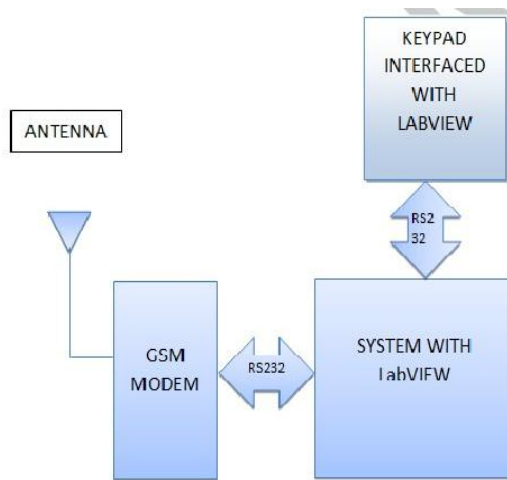 KEYPAD
INTERFACED
WITH
LABVIEW
ANTENNA
RS2
32
GSM
MODEM
RS232
SYSTEM WITH
LabVIEW